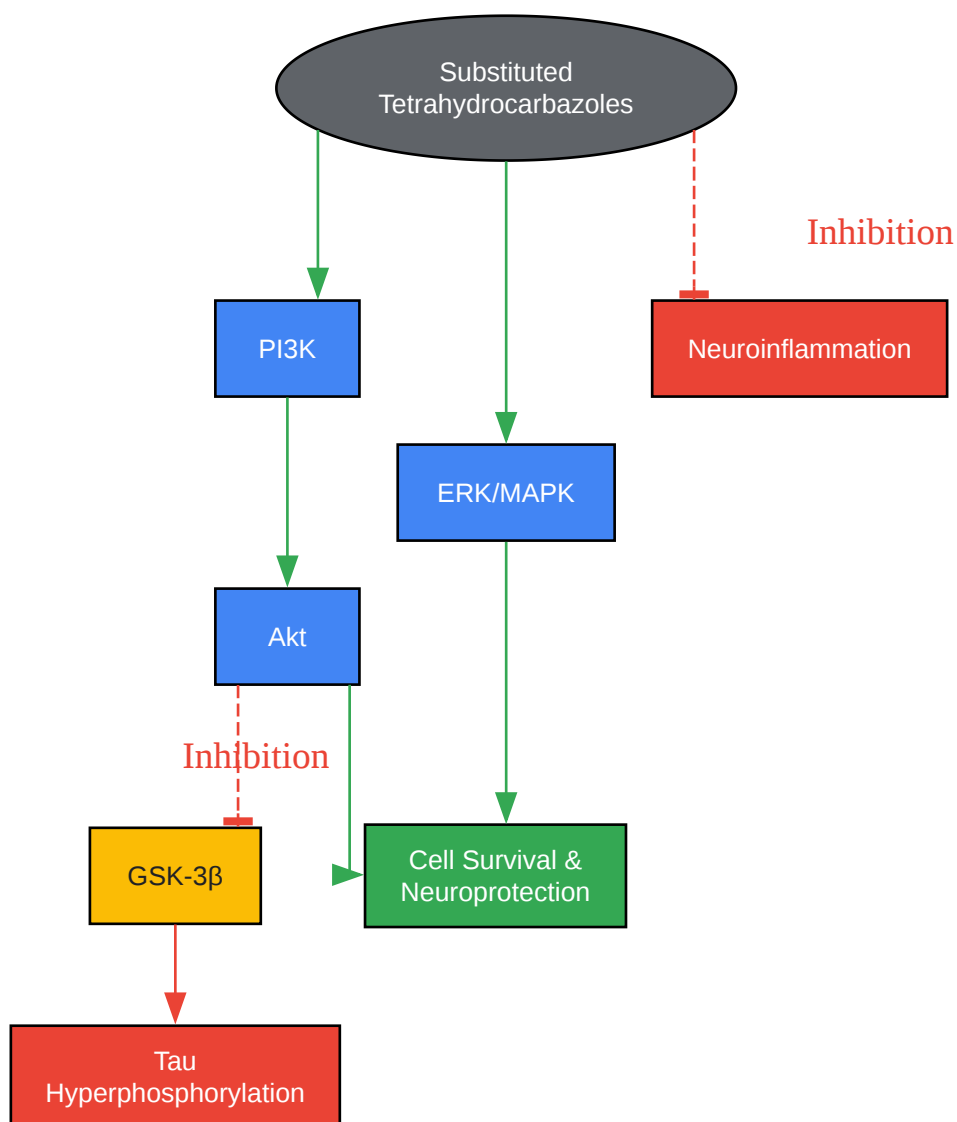 Substituted
Tetrahydrocarbazoles
Inhibition
PI3K
Neuroinflammation
ERK/MAPK
Akt
Inhibition
Cell Survival &
Neuroprotection
GSK-3β
Tau
Hyperphosphorylation